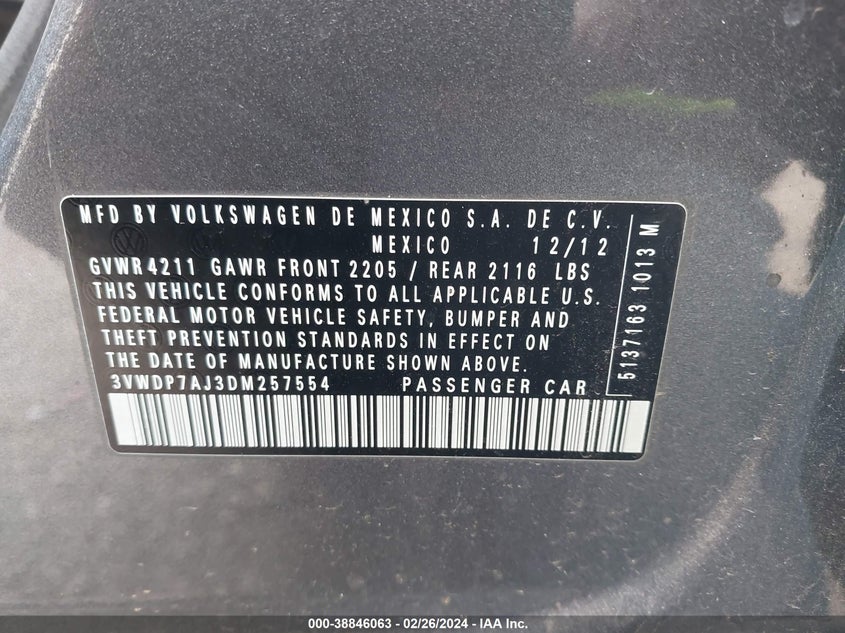 MFD BY VOLKSWAGEN DE MEXICO S.A. DE C.V.
MEXICO 12/12
GVWR 4211 GAWR FRONT 2205 / REAR 2116 LBS
THIS VEHICLE CONFORMS TO ALL APPLICABLE U.S.
FEDERAL MOTOR VEHICLE SAFETY, BUMPER AND
THEFT PREVENTION STANDARDS IN EFFECT ON
THE DATE OF MANUFACTURE SHOWN ABOVE.
3VWDP7AJ3DM257554 PASSENGER CAR
5137163 1013 M
000-38846063 / 02/26/2024 - IAA Inc.